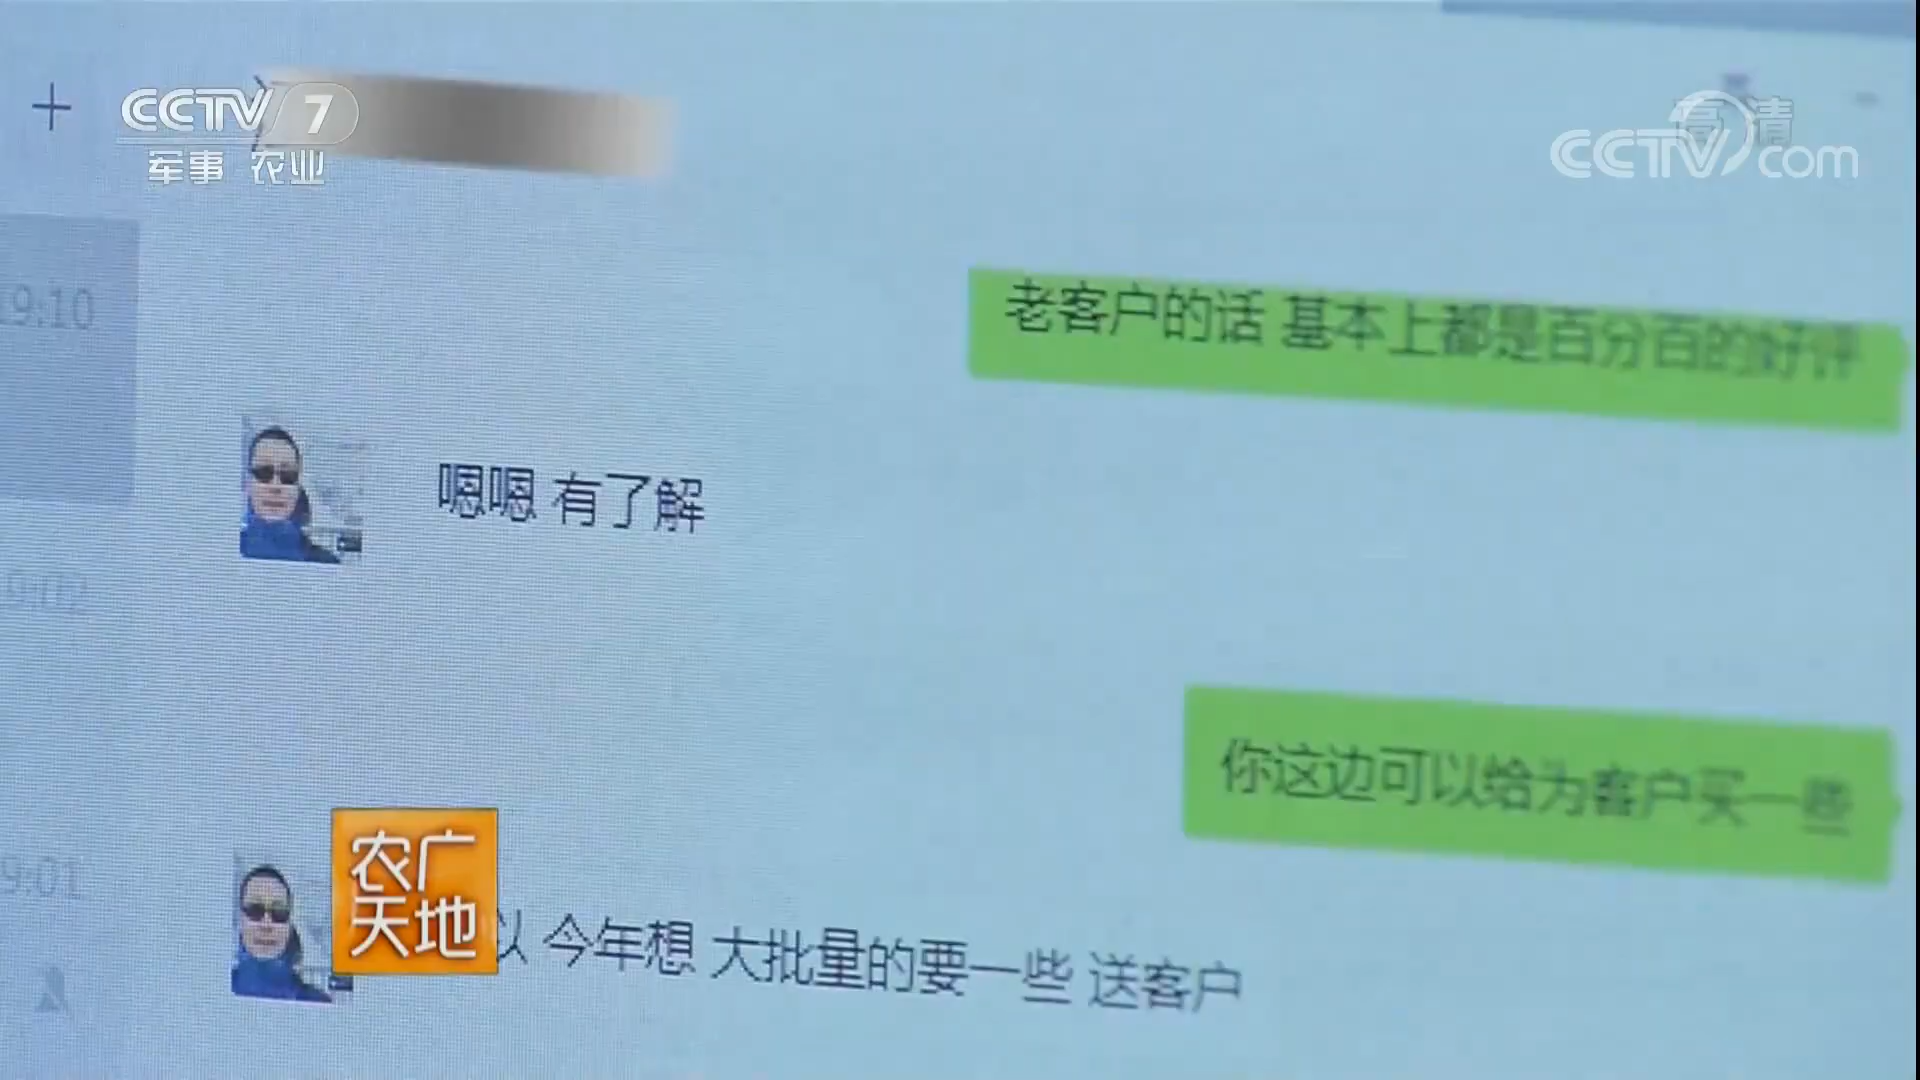 CCTV 7
军事 农业
高清
CCTV.com
19:10
老客户的话 基本上都是百分百的好评
嗯嗯 有了解
9:02
你这边可以给为客户买一些
9:01
农广
天地
以 今年想 大批量的要一些 送客户